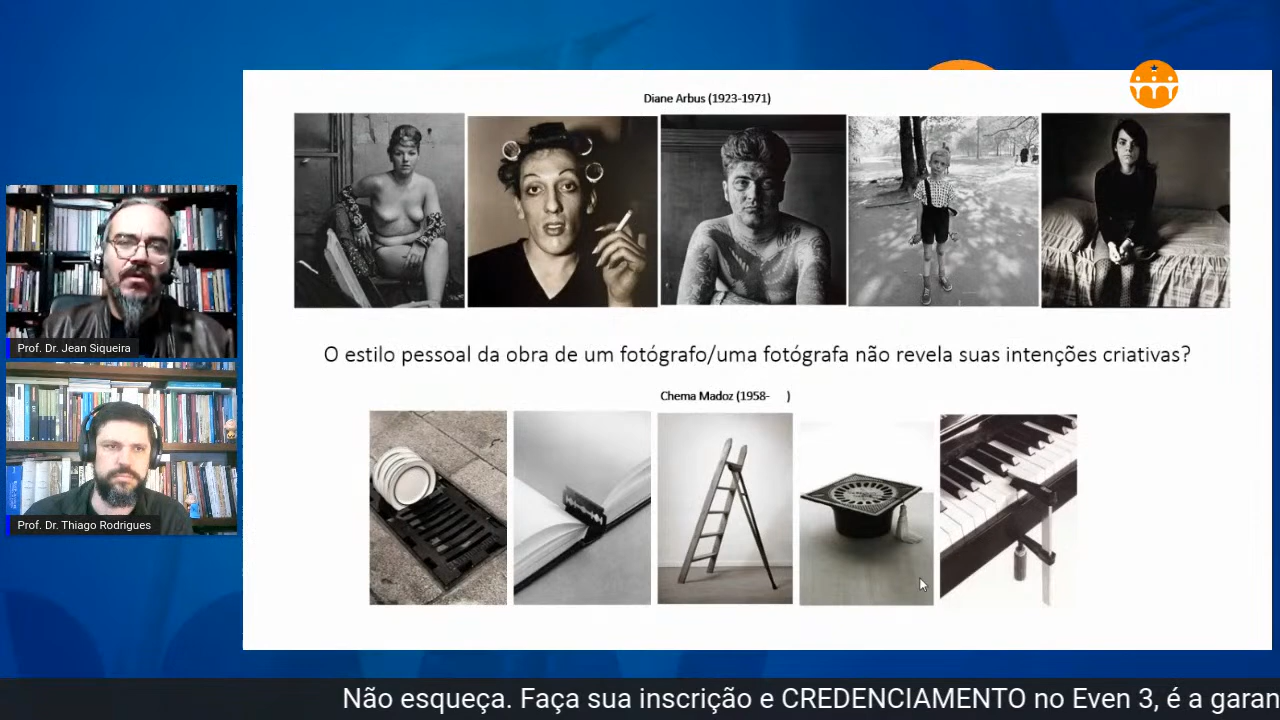 Diane Arbus (1923-1971)
Prof. Dr. Jean Siqueira
O estilo pessoal da obra de um fotógrafo/uma fotógrafa não revela suas intenções criativas?
Chema Madoz (1958- )
Prof. Dr. Thiago Rodrigues
Não esqueça. Faça sua inscrição e CREDENCIAMENTO no Even 3, é a garan